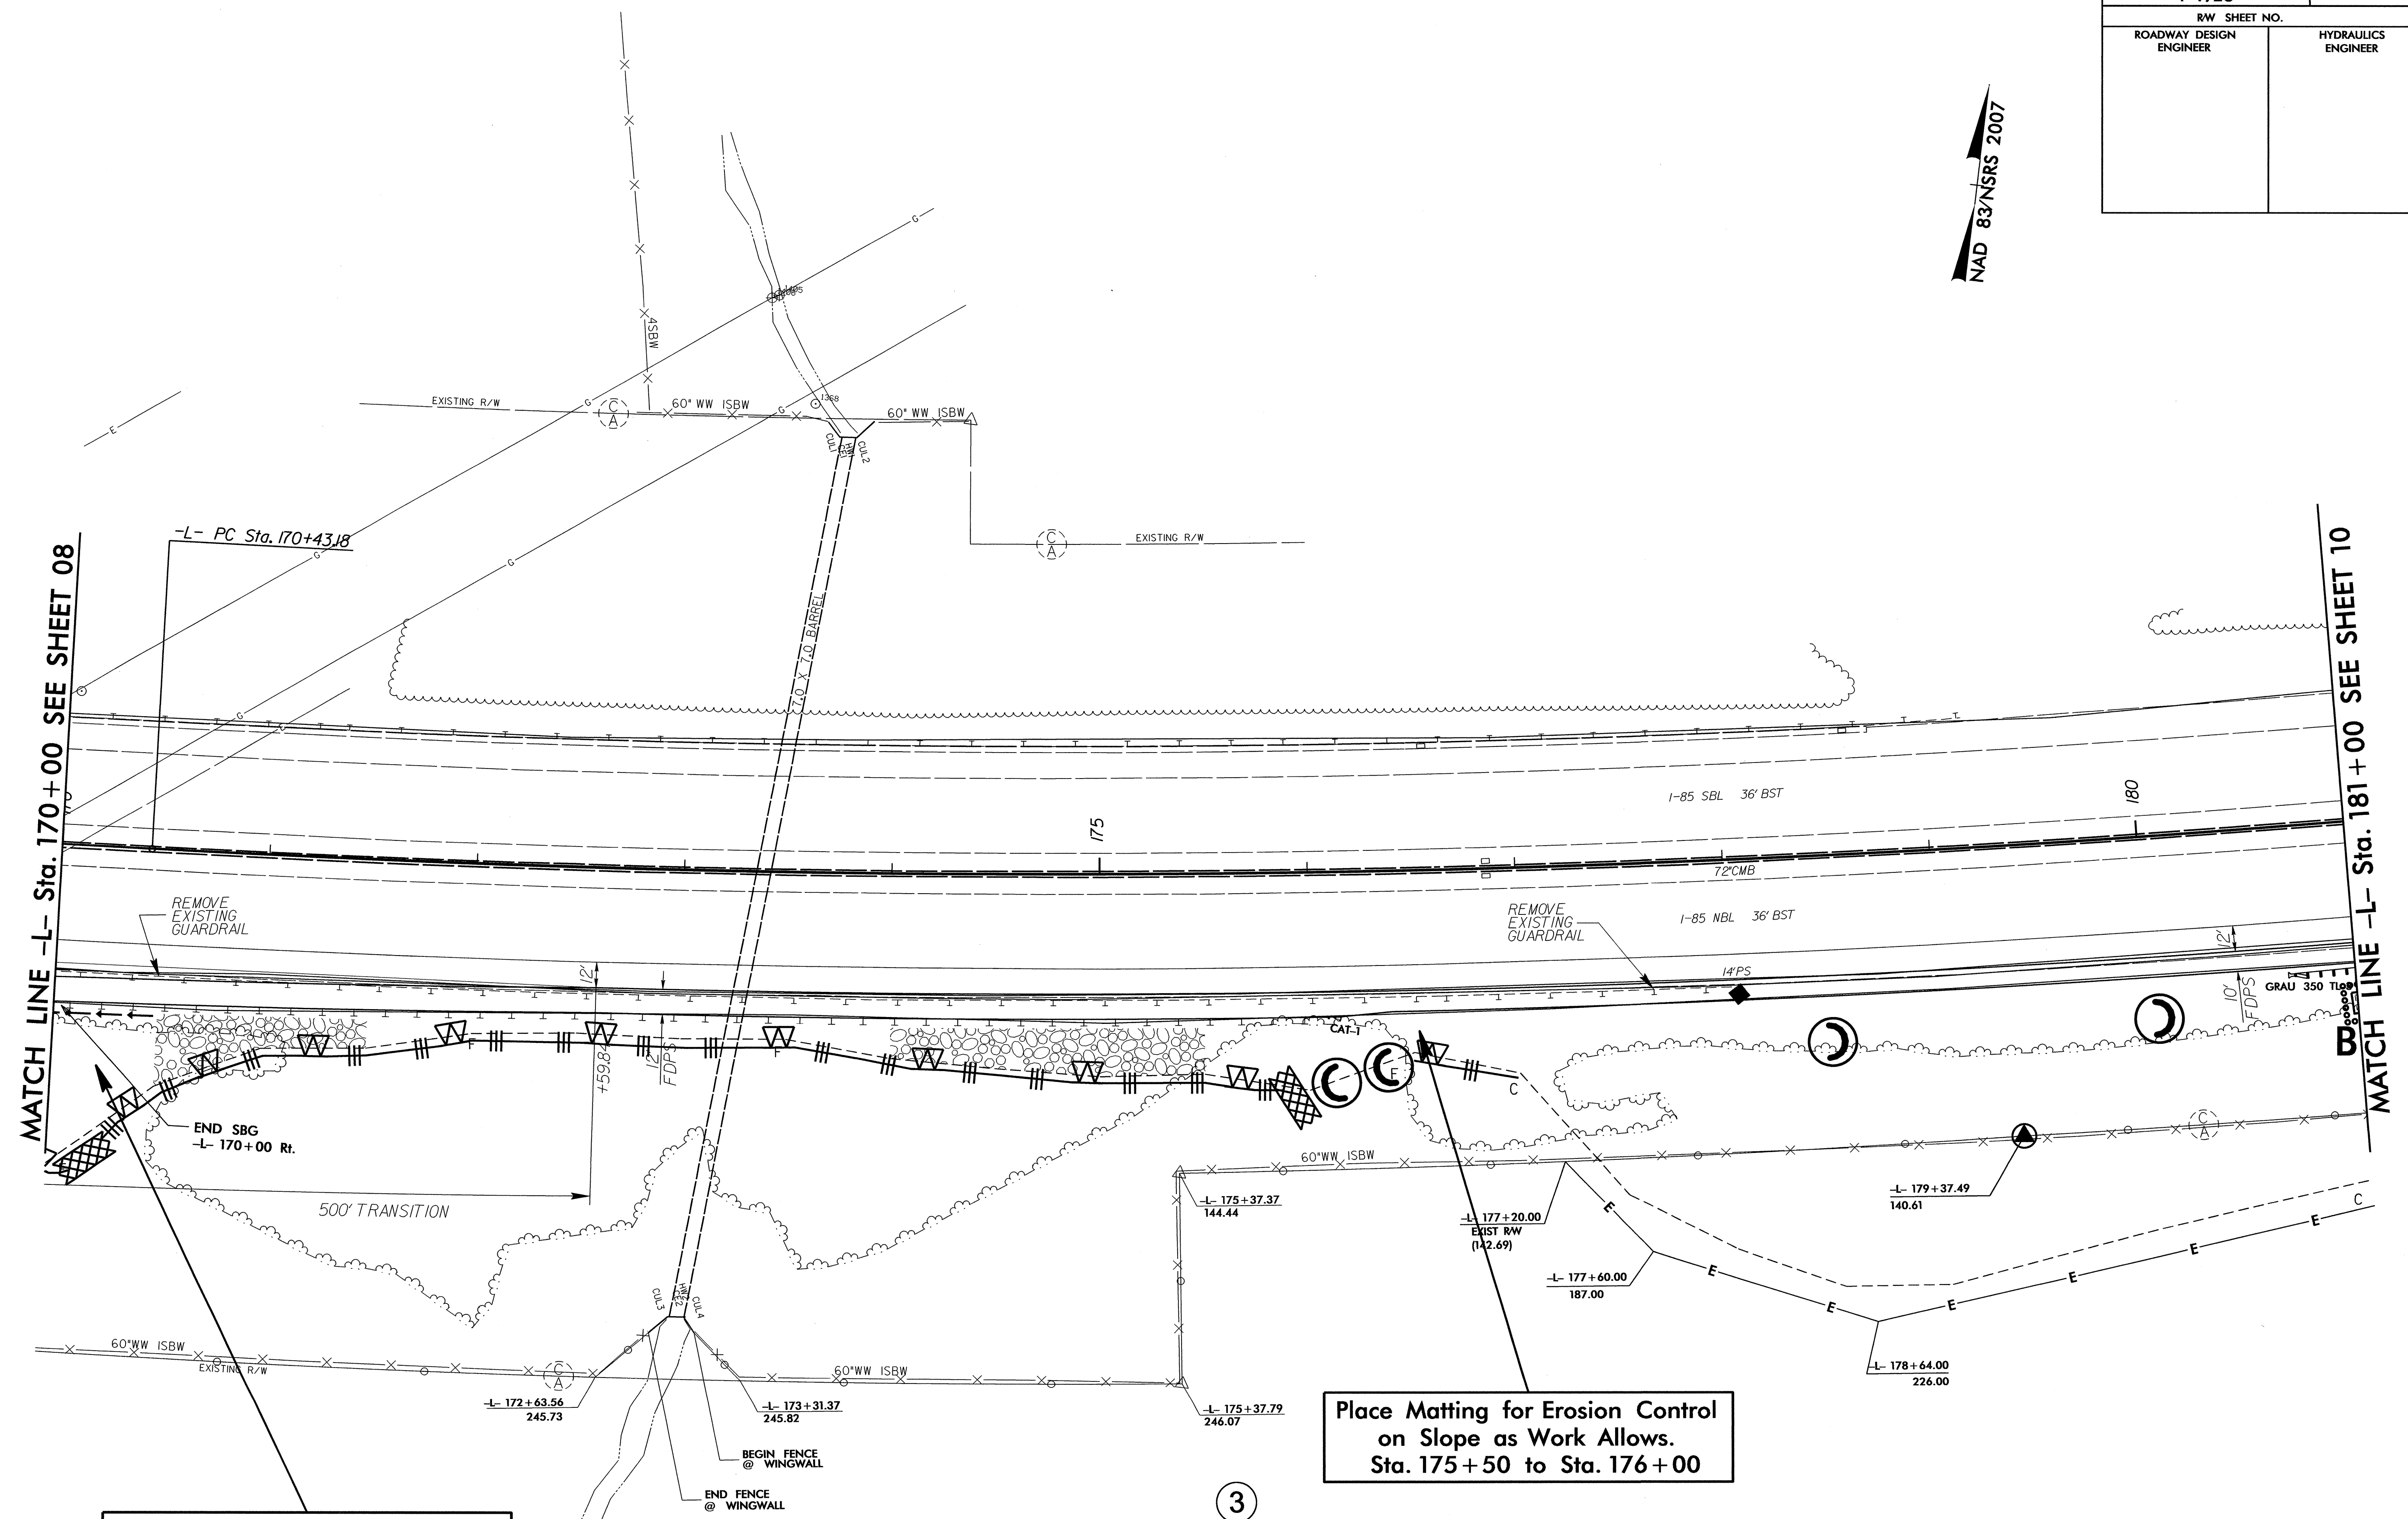 R/W SHEET NO.
ROADWAY DESIGN
ENGINEER
HYDRAULICS
ENGINEER
NAD 83/NSRS 2007
G
4SBW
1368
E
EXISTING R/W
G
C
A
60" WW ISBW
G
60" WW ISBW
CUL1
HW1
CUL2
C
A
EXISTING R/W
-L- PC Sta. 170+43.18
G
G
G
7.0 X 7.0 BARREL
MATCH LINE -L- Sta. 170+00 SEE SHEET 08
MATCH LINE -L- Sta. 181+00 SEE SHEET 10
I-85 SBL 36' BST
175
180
72"CMB
I-85 NBL 36' BST
REMOVE
EXISTING
GUARDRAIL
REMOVE
EXISTING
GUARDRAIL
12'
12'
14'PS
GRAU 350 TL-3
10'
FDPS
CAT-1
F
F
F
C
B
+59.84
12'
FDPS
END SBG
-L- 170+00 Rt.
500' TRANSITION
60"WW ISBW
C
A
-L- 175+37.37
144.44
-L- 177+20.00
EXIST R/W
(142.69)
-L- 179+37.49
140.61
E
E
E
E
E
E
E
C
-L- 177+60.00
187.00
-L- 178+64.00
226.00
CUL3
HW2
CUL4
60"WW ISBW
EXISTING R/W
C
A
60"WW ISBW
-L- 172+63.56
245.73
-L- 173+31.37
245.82
-L- 175+37.79
246.07
BEGIN FENCE
@ WINGWALL
END FENCE
@ WINGWALL
Place Matting for Erosion Control
on Slope as Work Allows.
Sta. 175+50 to Sta. 176+00
3